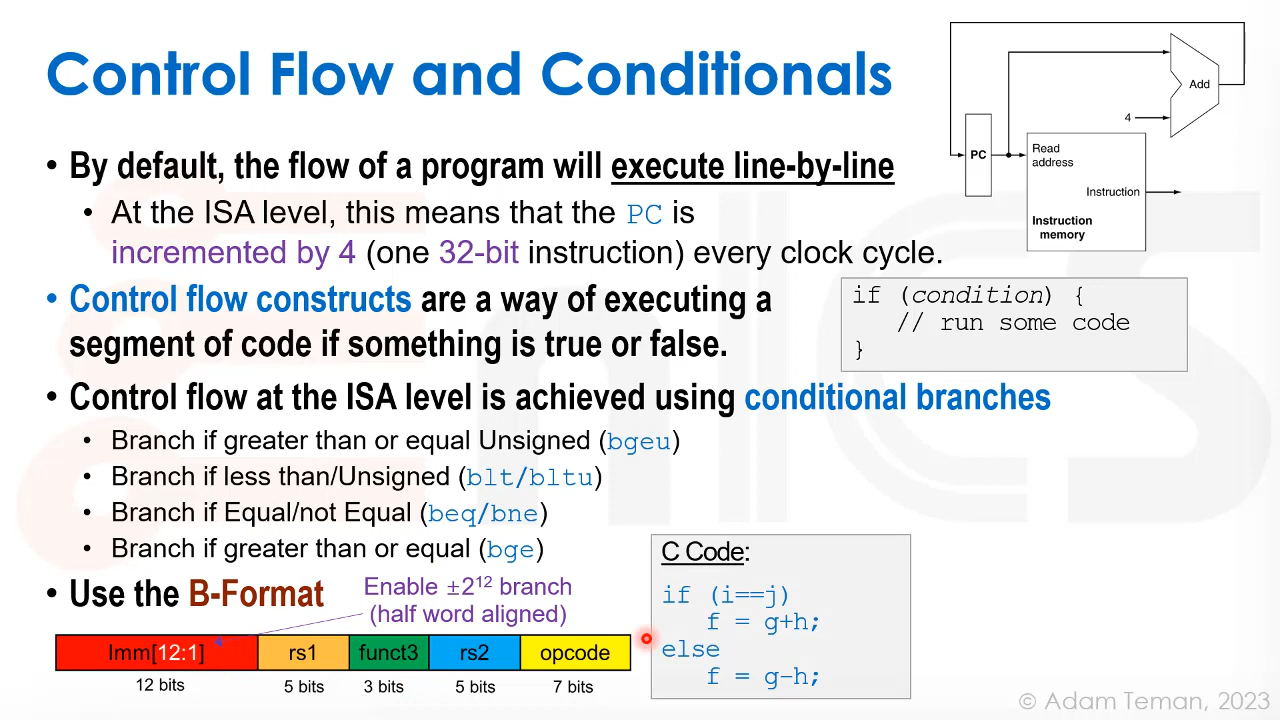 Control Flow and Conditionals
• By default, the flow of a program will execute line-by-line
• At the ISA level, this means that the PC is
incremented by 4 (one 32-bit instruction) every clock cycle.
• Control flow constructs are a way of executing a
segment of code if something is true or false.
• Control flow at the ISA level is achieved using conditional branches
• Branch if greater than or equal Unsigned (bgeu)
• Branch if less than/Unsigned (blt/bltu)
• Branch if Equal/not Equal (beq/bne)
• Branch if greater than or equal (bge)
• Use the B-Format
Enable ±2¹² branch
(half word aligned)
Imm[12:1] rs1 funct3 rs2 opcode
12 bits 5 bits 3 bits 5 bits 7 bits
Add
4
PC
Read
address
Instruction
Instruction
memory
if (condition) {
// run some code
}
C Code:
if (i==j)
f = g+h;
else
f = g-h;
nics
© Adam Teman, 2023